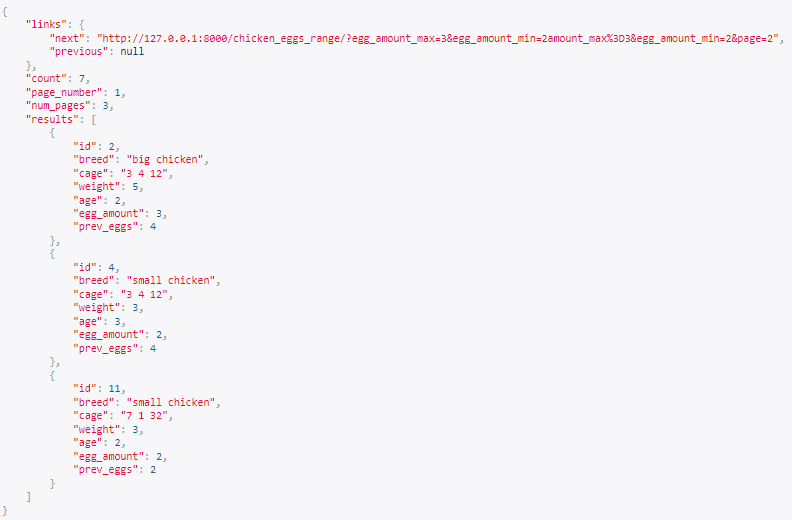 {
    "links": {
        "next": "http://127.0.0.1:8000/chicken_eggs_range/?egg_amount_max=3&egg_amount_min=2amount_max%3D3&egg_amount_min=2&page=2",
        "previous": null
    },
    "count": 7,
    "page_number": 1,
    "num_pages": 3,
    "results": [
        {
            "id": 2,
            "breed": "big chicken",
            "cage": "3 4 12",
            "weight": 5,
            "age": 2,
            "egg_amount": 3,
            "prev_eggs": 4
        },
        {
            "id": 4,
            "breed": "small chicken",
            "cage": "3 4 12",
            "weight": 3,
            "age": 3,
            "egg_amount": 2,
            "prev_eggs": 4
        },
        {
            "id": 11,
            "breed": "small chicken",
            "cage": "7 1 32",
            "weight": 3,
            "age": 2,
            "egg_amount": 2,
            "prev_eggs": 2
        }
    ]
}